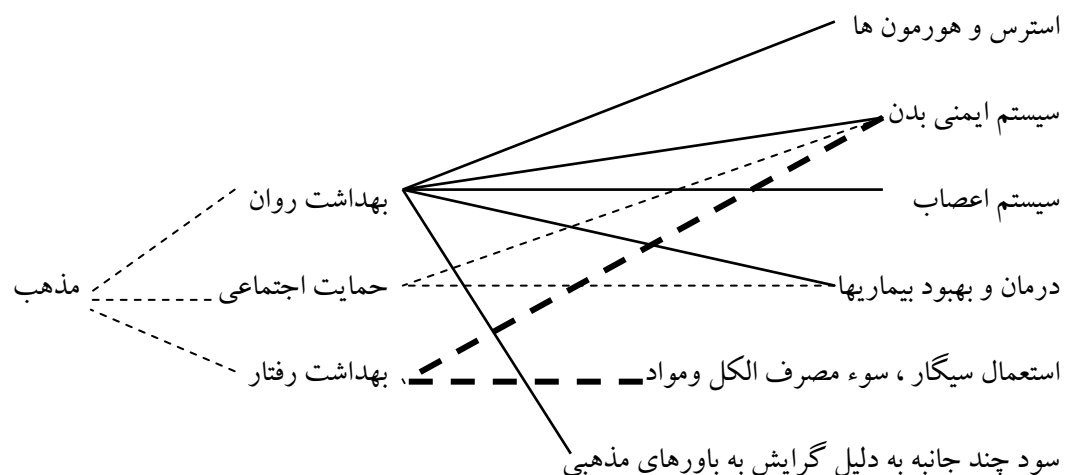 استرس و هورمون ها
سیستم ایمنی بدن
بهداشت روان
سیستم اعصاب
مذهب
حمایت اجتماعی
درمان و بهبود بیماریها
بهداشت رفتار
استعمال سیگار ، سوء مصرف الکل ومواد
سود چند جانبه به دلیل گرایش به باورهای مذهبی